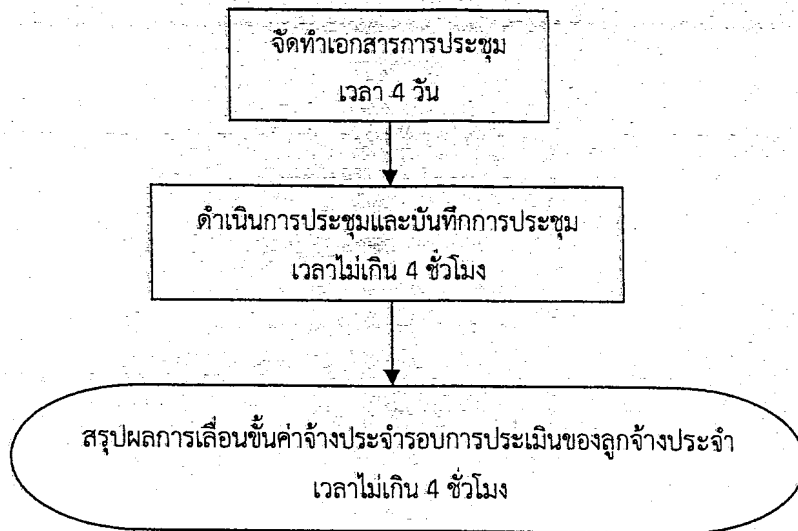 จัดทำเอกสารการประชุม
เวลา 4 วัน
ดำเนินการประชุมและบันทึกการประชุม
เวลาไม่เกิน 4 ชั่วโมง
สรุปผลการเลื่อนขั้นค่าจ้างประจำรอบการประเมินของลูกจ้างประจำ
เวลาไม่เกิน 4 ชั่วโมง